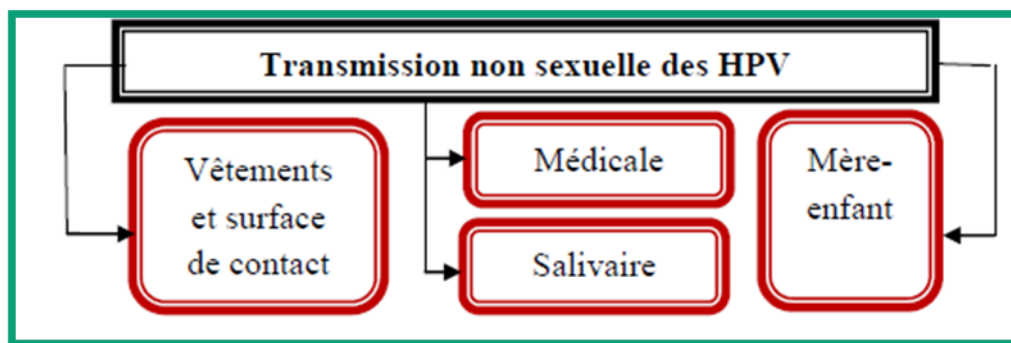 Transmission non sexuelle des HPV
Vêtements
et surface
de contact
Médicale
Salivaire
Mère-
enfant